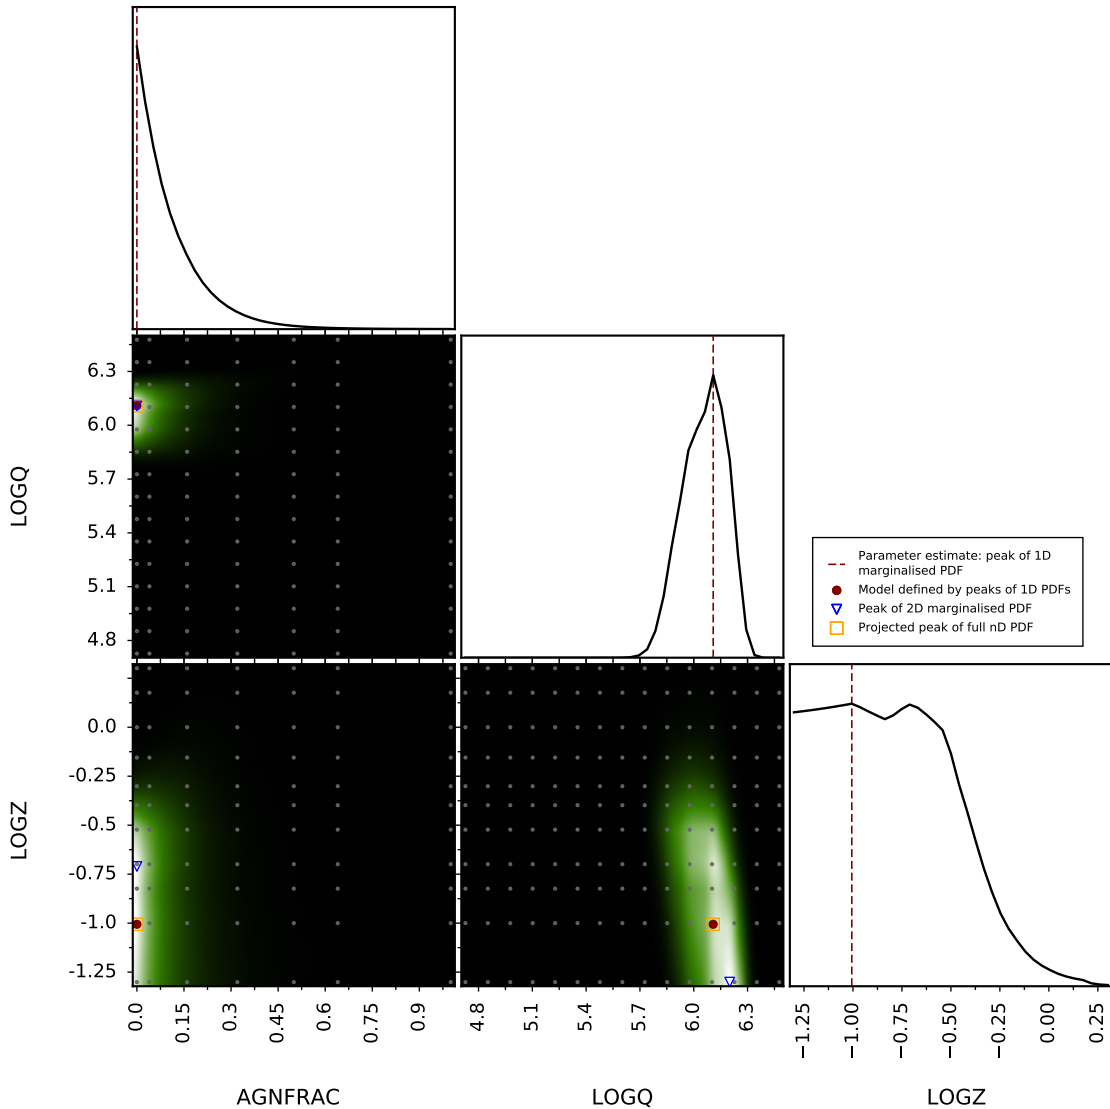 6.3
6.0
5.7
5.4
5.1
4.8
LOGQ
Parameter estimate: peak of 1D
marginalised PDF
Model defined by peaks of 1D PDFs
Peak of 2D marginalised PDF
Projected peak of full nD PDF
0.0
-0.25
-0.5
-0.75
-1.0
-1.25
LOGZ
0.0 0.15 0.3 0.45 0.6 0.75 0.9
4.8 5.1 5.4 5.7 6.0 6.3
−1.25 −1.00 −0.75 −0.50 −0.25 0.00 0.25
AGNFRAC LOGQ LOGZ